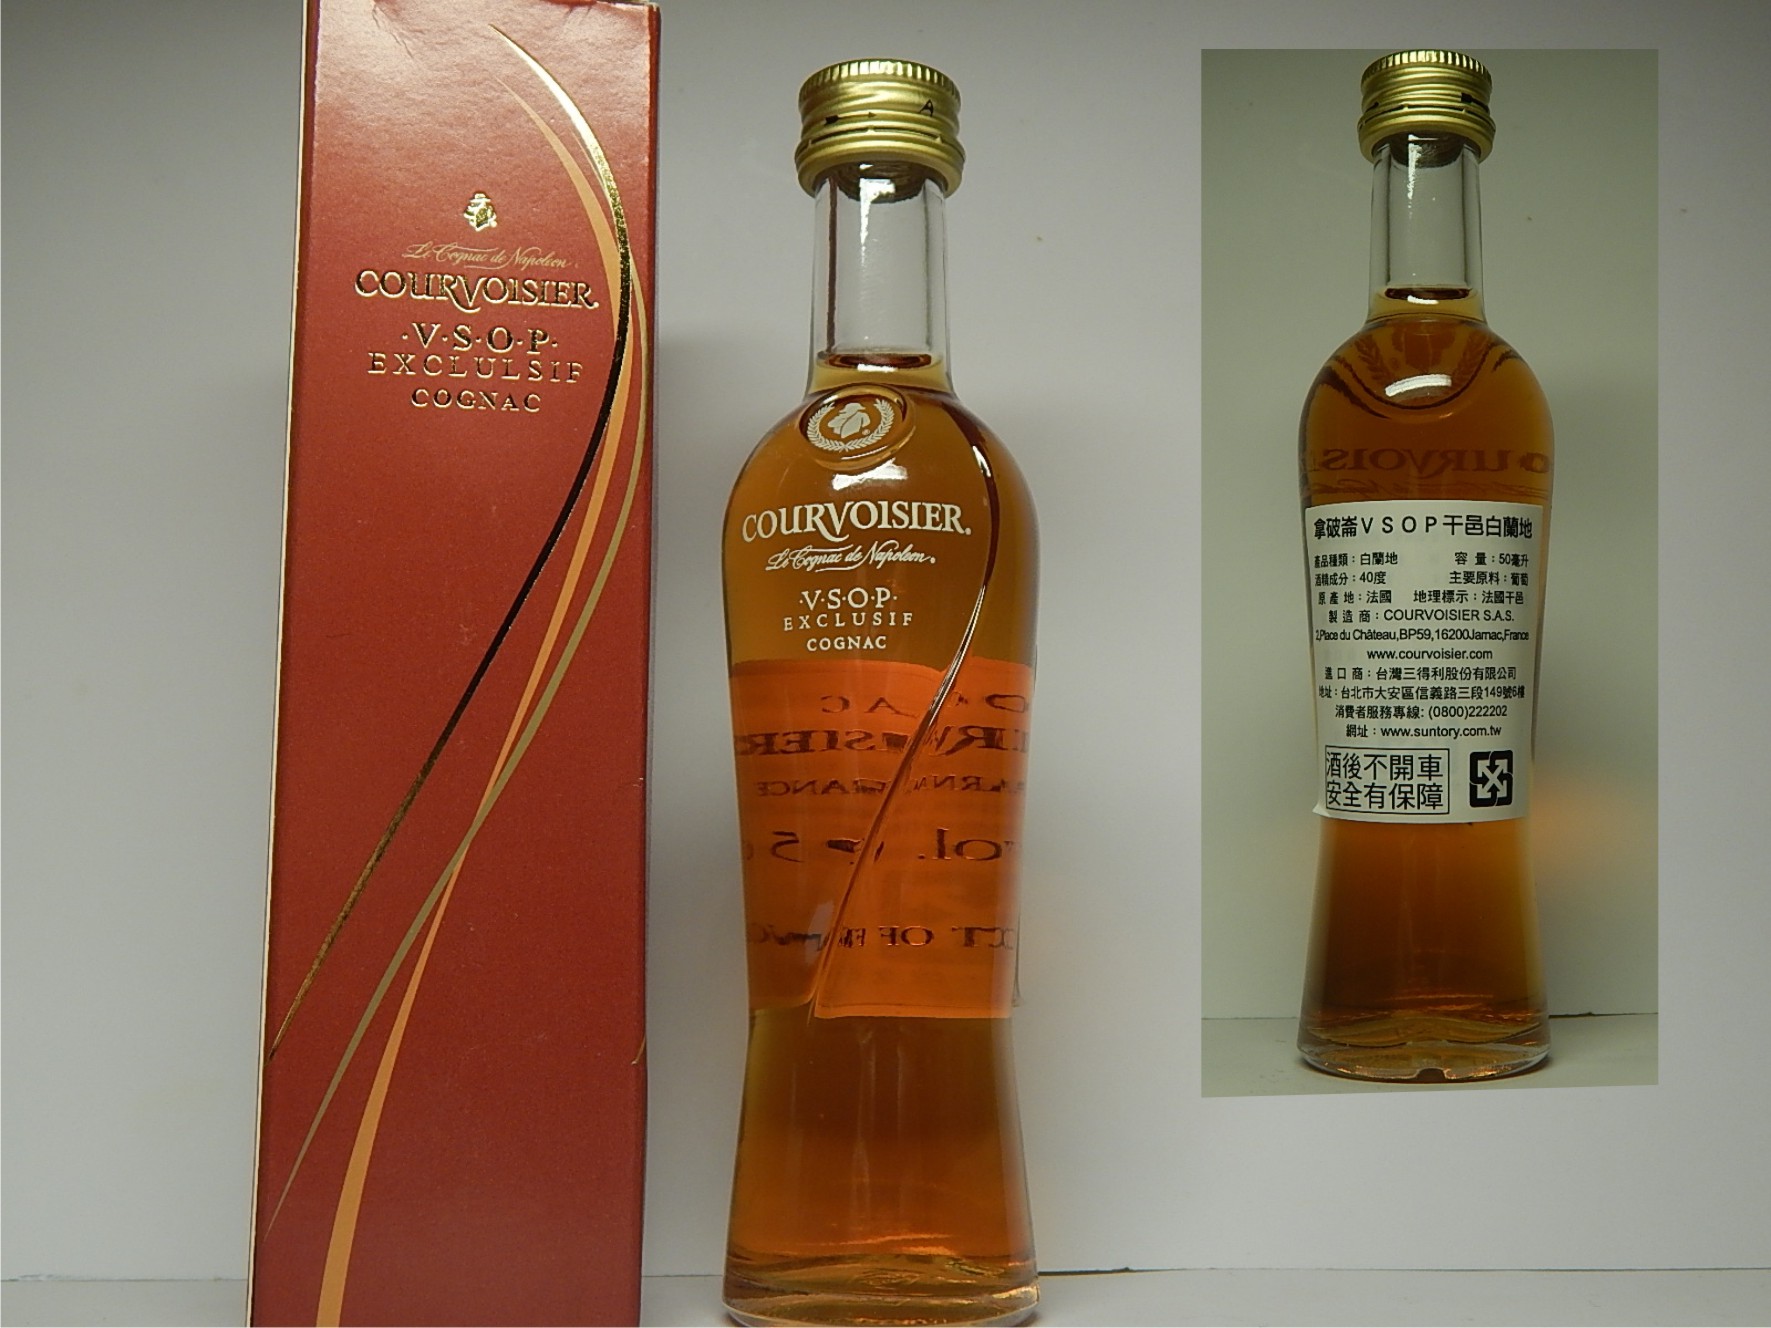 Le Cognac de Napoleon
COURVOISIER
·V·S·O·P·
EXCLULSIF
COGNAC
A
COURVOISIER
Le Cognac de Napoleon
·V·S·O·P·
EXCLUSIF
COGNAC
拿破崙VSOP干邑白蘭地
產品種類：白蘭地 容量：50毫升
酒精成分：40度 主要原料：葡萄
原產地：法國 地理標示：法國干邑
製造商：COURVOISIER S.A.S.
2,Place du Château,BP59,16200Jarnac,France
www.courvoisier.com
進口商：台灣三得利股份有限公司
地址：台北市大安區信義路三段149號6樓
消費者服務專線: (0800)222202
網址：www.suntory.com.tw
酒後不開車
安全有保障